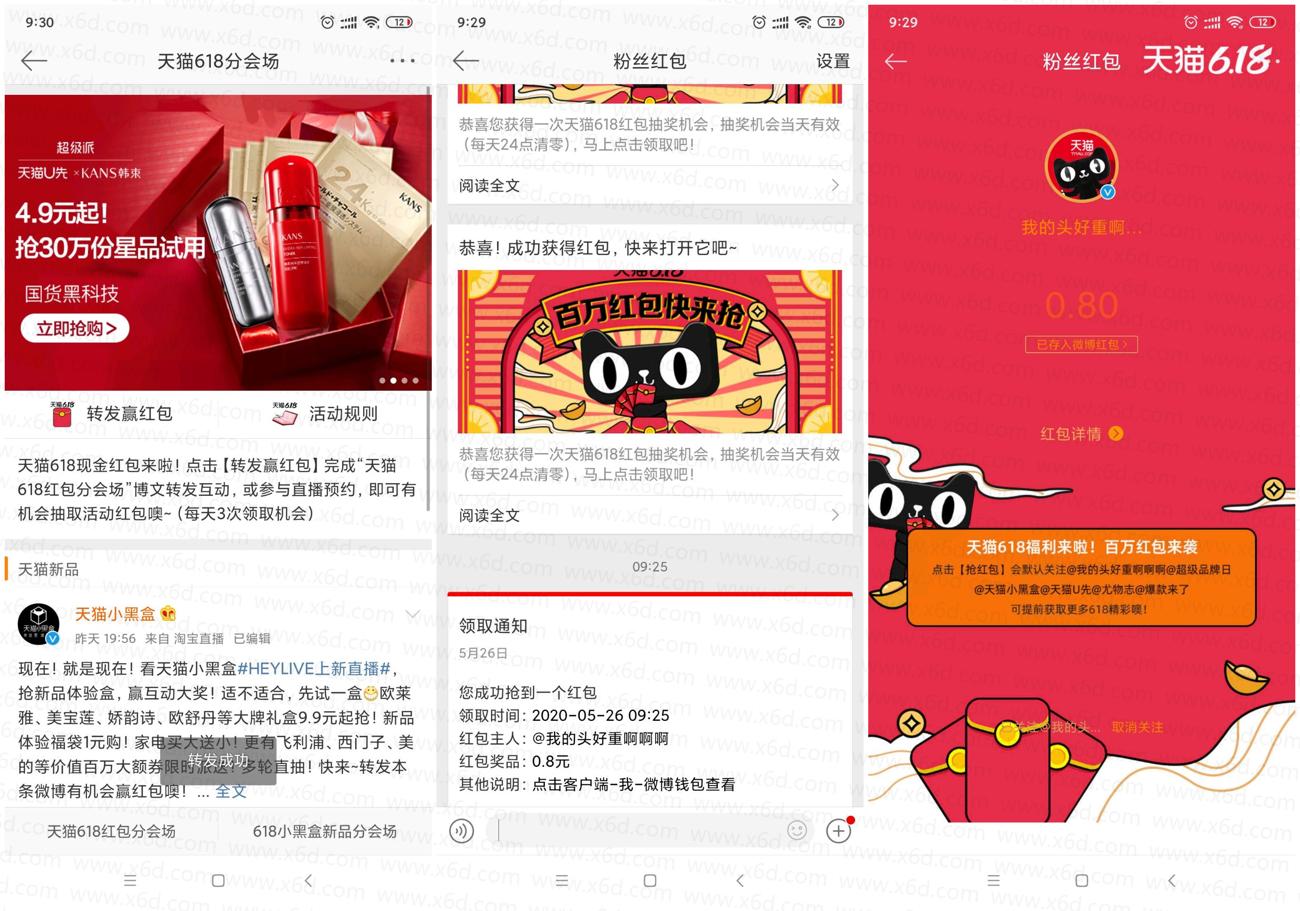 9:30
12
天猫618分会场
超级派
天猫U先 ×KANS韩束
4.9元起!
抢30万份星品试用
国货黑科技
立即抢购>
KANS
24K
KANS
天猫6.18
转发赢红包
天猫6.18
活动规则
天猫618现金红包来啦！点击【转发赢红包】完成“天猫
618红包分会场”博文转发互动，或参与直播预约，即可有
机会抽取活动红包噢~（每天3次领取机会）
天猫新品
天猫小黑盒
天猫小黑盒
昨天 19:56 来自 淘宝直播 已编辑
现在！就是现在！看天猫小黑盒#HEYLIVE上新直播#，
抢新品体验盒，赢互动大奖！适不适合，先试一盒欧莱
雅、美宝莲、娇韵诗、欧舒丹等大牌礼盒9.9元起抢！新品
体验福袋1元购！家电买大送小！更有飞利浦、西门子、美
的等价值百万大额券限时派送 多轮直抽！快来~转发本
条微博有机会赢红包噢！... 全文
转发成功
天猫618红包分会场
618小黑盒新品分会场
9:29
12
粉丝红包
设置
恭喜您获得一次天猫618红包抽奖机会，抽奖机会当天有效
（每天24点清零），马上点击领取吧！
阅读全文
恭喜！成功获得红包，快来打开它吧~
天猫6.18
百万红包快来抢
恭喜您获得一次天猫618红包抽奖机会，抽奖机会当天有效
（每天24点清零），马上点击领取吧！
阅读全文
09:25
领取通知
5月26日
您成功抢到一个红包
领取时间：2020-05-26 09:25
红包主人：@我的头好重啊啊啊
红包奖品：0.8元
其他说明：点击客户端-我-微博钱包查看
9:29
12
粉丝红包
天猫6.18
天猫
TMALL.COM
我的头好重啊...
0.80
已存入微博红包
红包详情
天猫618福利来啦！百万红包来袭
点击【抢红包】会默认关注@我的头好重啊啊啊@超级品牌日
@天猫小黑盒@天猫U先@尤物志@爆款来了
可提前获取更多618精彩噢！
关注@我的头... 取消关注
www.x6d.com